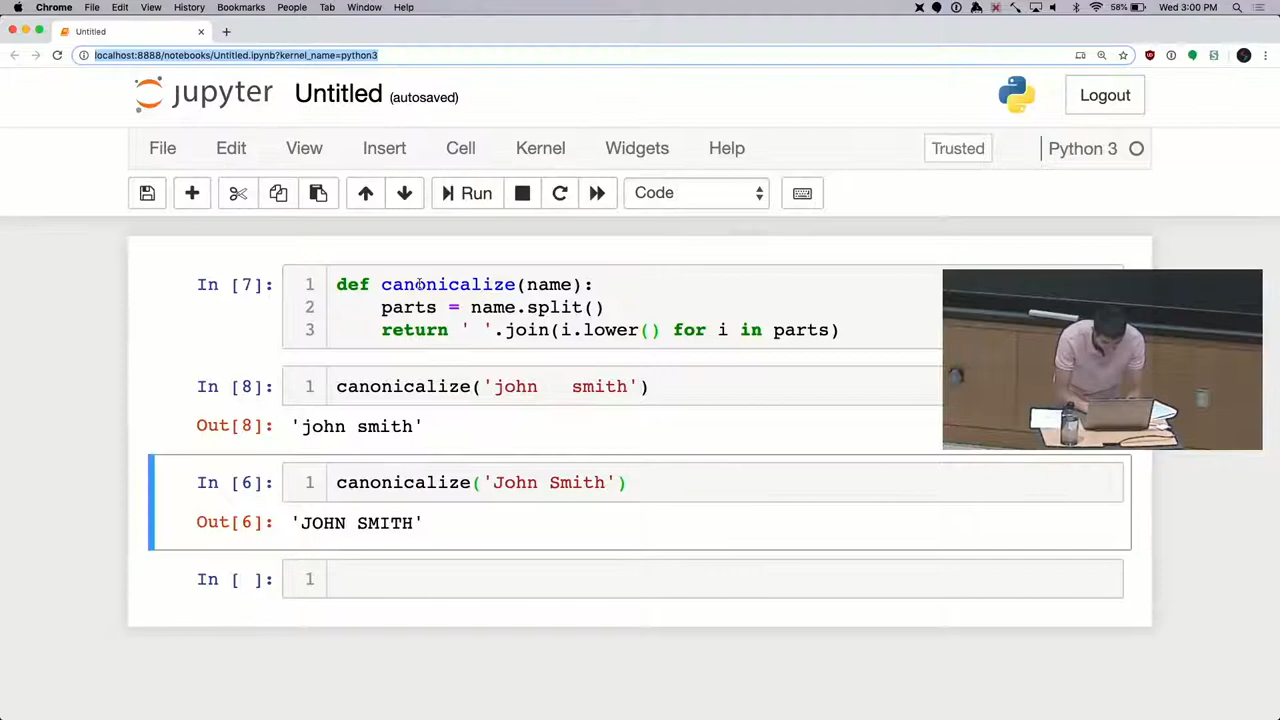 Chrome File Edit View History Bookmarks People Tab Window Help 58% Wed 3:00 PM
Untitled
localhost:8888/notebooks/Untitled.ipynb?kernel_name=python3
jupyter Untitled (autosaved) Logout
File Edit View Insert Cell Kernel Widgets Help Trusted Python 3
Run Code
In [7]: 1 def canonicalize(name):
2 parts = name.split()
3 return ' '.join(i.lower() for i in parts)
In [8]: 1 canonicalize('john   smith')
Out[8]: 'john smith'
In [6]: 1 canonicalize('John Smith')
Out[6]: 'JOHN SMITH'
In [ ]: 1